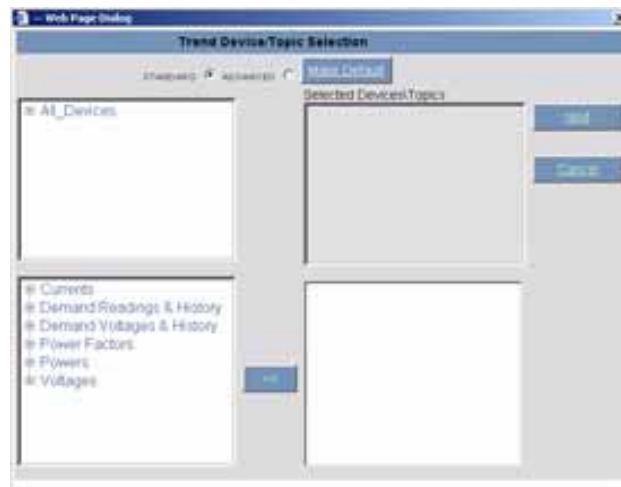 -- Web Page Dialog
Trend Device/Topic Selection
STANDARD ADVANCED Make Default
All_Devices
Selected Devices\Topics
Cancel
Currents
Demand Readings & History
Demand Voltages & History
Power Factors
Powers
Voltages